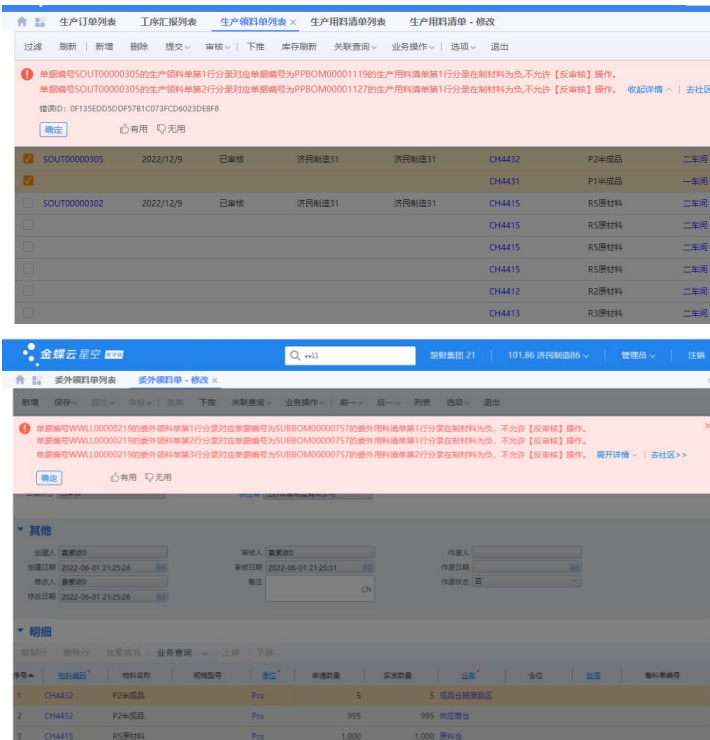 生产订单列表 工序汇报列表 生产领料单列表 × 生产用料清单列表 生产用料清单 - 修改
过滤 刷新 新增 删除 提交 审核 下推 库存刷新 关联查询 业务操作 选项 退出
单据编号SOUT00000305的生产领料单第1行分录对应单据编号为PPBOM00001119的生产用料清单第1行分录在制材料为负,不允许【反审核】操作。
单据编号SOUT00000305的生产领料单第2行分录对应单据编号为PPBOM00001127的生产用料清单第1行分录在制材料为负,不允许【反审核】操作。 收起详情 去社区
错误ID: 0F135EDD5DDF57B1C073FCD6023DE8F8
确定 有用 无用
SOUT00000305 2022/12/9 已审核 济民制造31 济民制造31 CH4432 P2半成品 二车间
CH4431 P1半成品 一车间
SOUT00000302 2022/12/9 已审核 济民制造31 济民制造31 CH4415 R5原材料 二车间
CH4415 R5原材料 二车间
CH4415 R5原材料 二车间
CH4415 R5原材料 二车间
CH4412 R2原材料 二车间
CH4413 R3原材料 二车间
金蝶云星空 wll 楚财集团 21 101.86 济民制造86 管理员 注销
委外领料单列表 委外领料单 - 修改 ×
新增 保存 提交 审核 选单 下推 关联查询 业务操作 前一 后一 列表 选项 退出
单据编号WWLL00000219的委外领料单第1行分录对应单据编号为SUBBOM00000757的委外用料清单第1行分录在制材料为负，不允许【反审核】操作。
单据编号WWLL00000219的委外领料单第2行分录对应单据编号为SUBBOM00000757的委外用料清单第1行分录在制材料为负，不允许【反审核】操作。
单据编号WWLL00000219的委外领料单第3行分录对应单据编号为SUBBOM00000757的委外用料清单第2行分录在制材料为负，不允许【反审核】操作。 展开详情 去社区>>
确定 有用 无用
其他
创建人 审核人 作废人
创建日期 2022-06-01 21:25:26 审核日期 2022-06-01 21:25:31 作废日期
修改人 备注 CN 作废状态 否
修改日期 2022-06-01 21:25:26
明细
复制行 删除行 批量填充 业务查询 上移 下移
序号 物料编码* 物料名称 规格型号 单位* 申请数量 实发数量 仓库* 仓位 批号
1 CH4432 P2半成品 Pcs 5 5 成品仓报废品区
2 CH4432 P2半成品 Pcs 995 995 供应商仓
3 CH4415 R5原材料 Pcs 1,000 1,000 原料仓